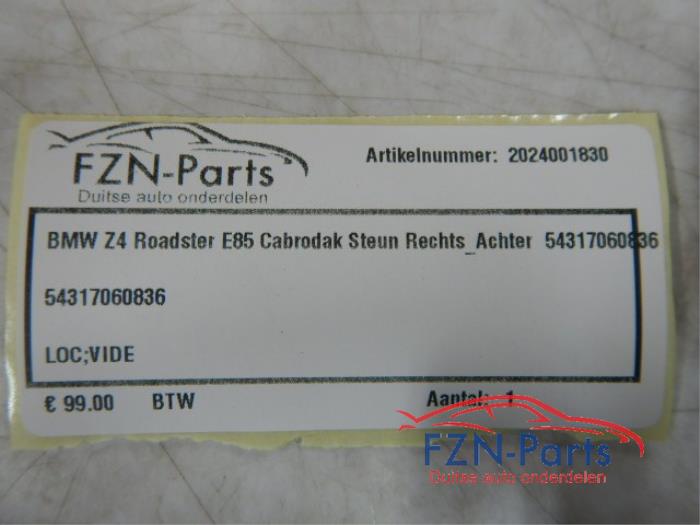 FZN-Parts
Duitse auto onderdelen
Artikelnummer: 2024001830
BMW Z4 Roadster E85 Cabrodak Steun Rechts_Achter 54317060836
54317060836
LOC;VIDE
€ 99.00 BTW Aantal: 1
FZN-Parts
Duitse auto onderdelen